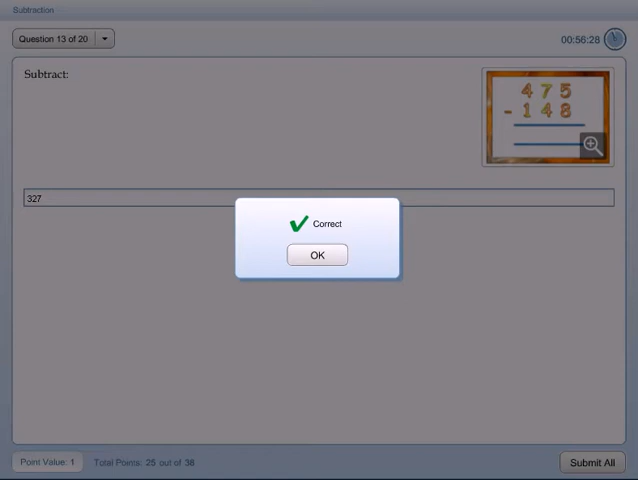 Subtraction
Question 13 of 20
00:56:28
Subtract:
4 7 5
- 1 4 8
327
Correct
OK
Point Value: 1
Total Points: 25 out of 38
Submit All